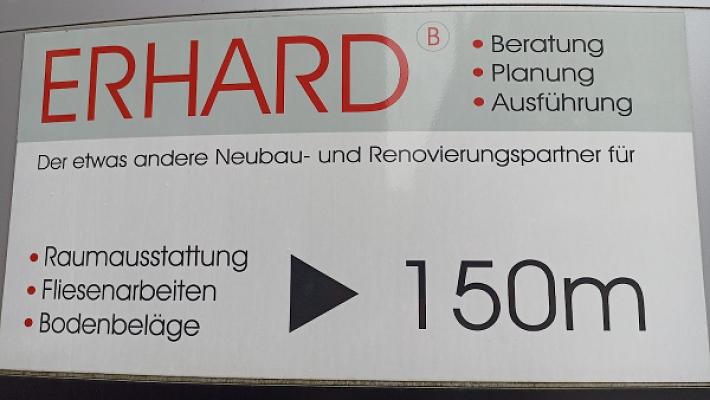 ERHARD B
• Beratung
• Planung
• Ausführung
Der etwas andere Neubau- und Renovierungspartner für
• Raumausstattung
• Fliesenarbeiten
• Bodenbeläge
150m